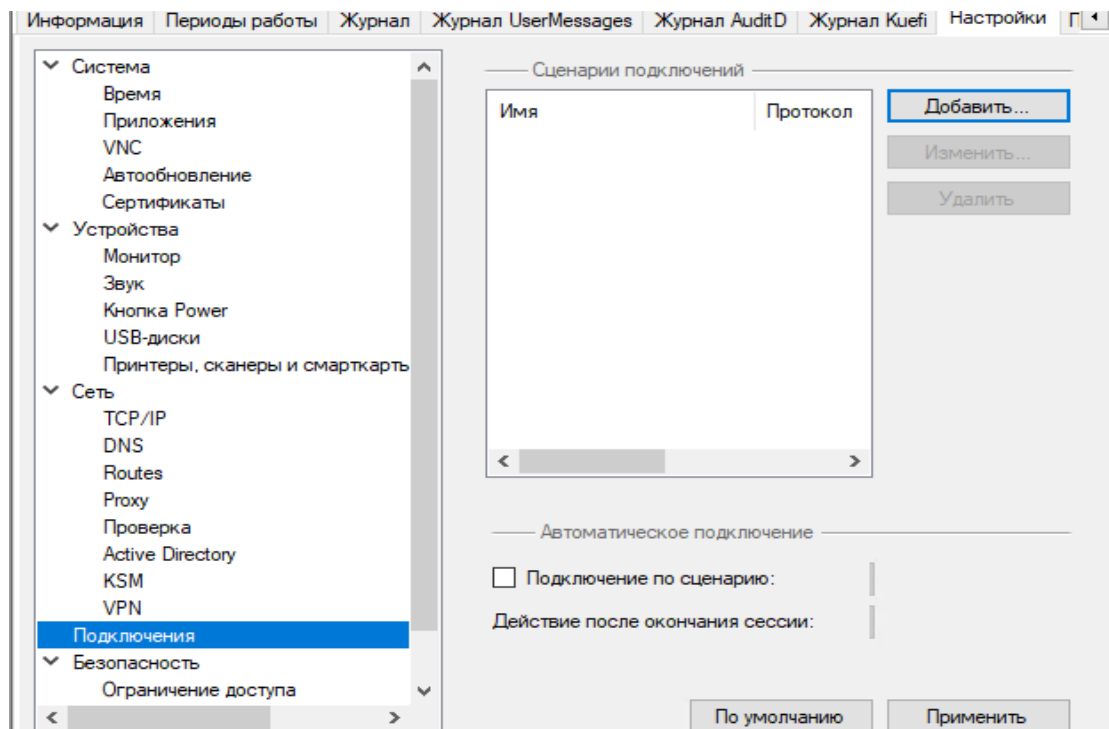 Информация Периоды работы Журнал Журнал UserMessages Журнал AuditD Журнал Kuefi Настройки
Система
Время
Приложения
VNC
Автообновление
Сертификаты
Устройства
Монитор
Звук
Кнопка Power
USB-диски
Принтеры, сканеры и смарткарть
Сеть
TCP/IP
DNS
Routes
Proxy
Проверка
Active Directory
KSM
VPN
Подключения
Безопасность
Ограничение доступа
Сценарии подключений
Имя Протокол
Добавить...
Изменить...
Удалить
Автоматическое подключение
Подключение по сценарию:
Действие после окончания сессии:
По умолчанию Применить